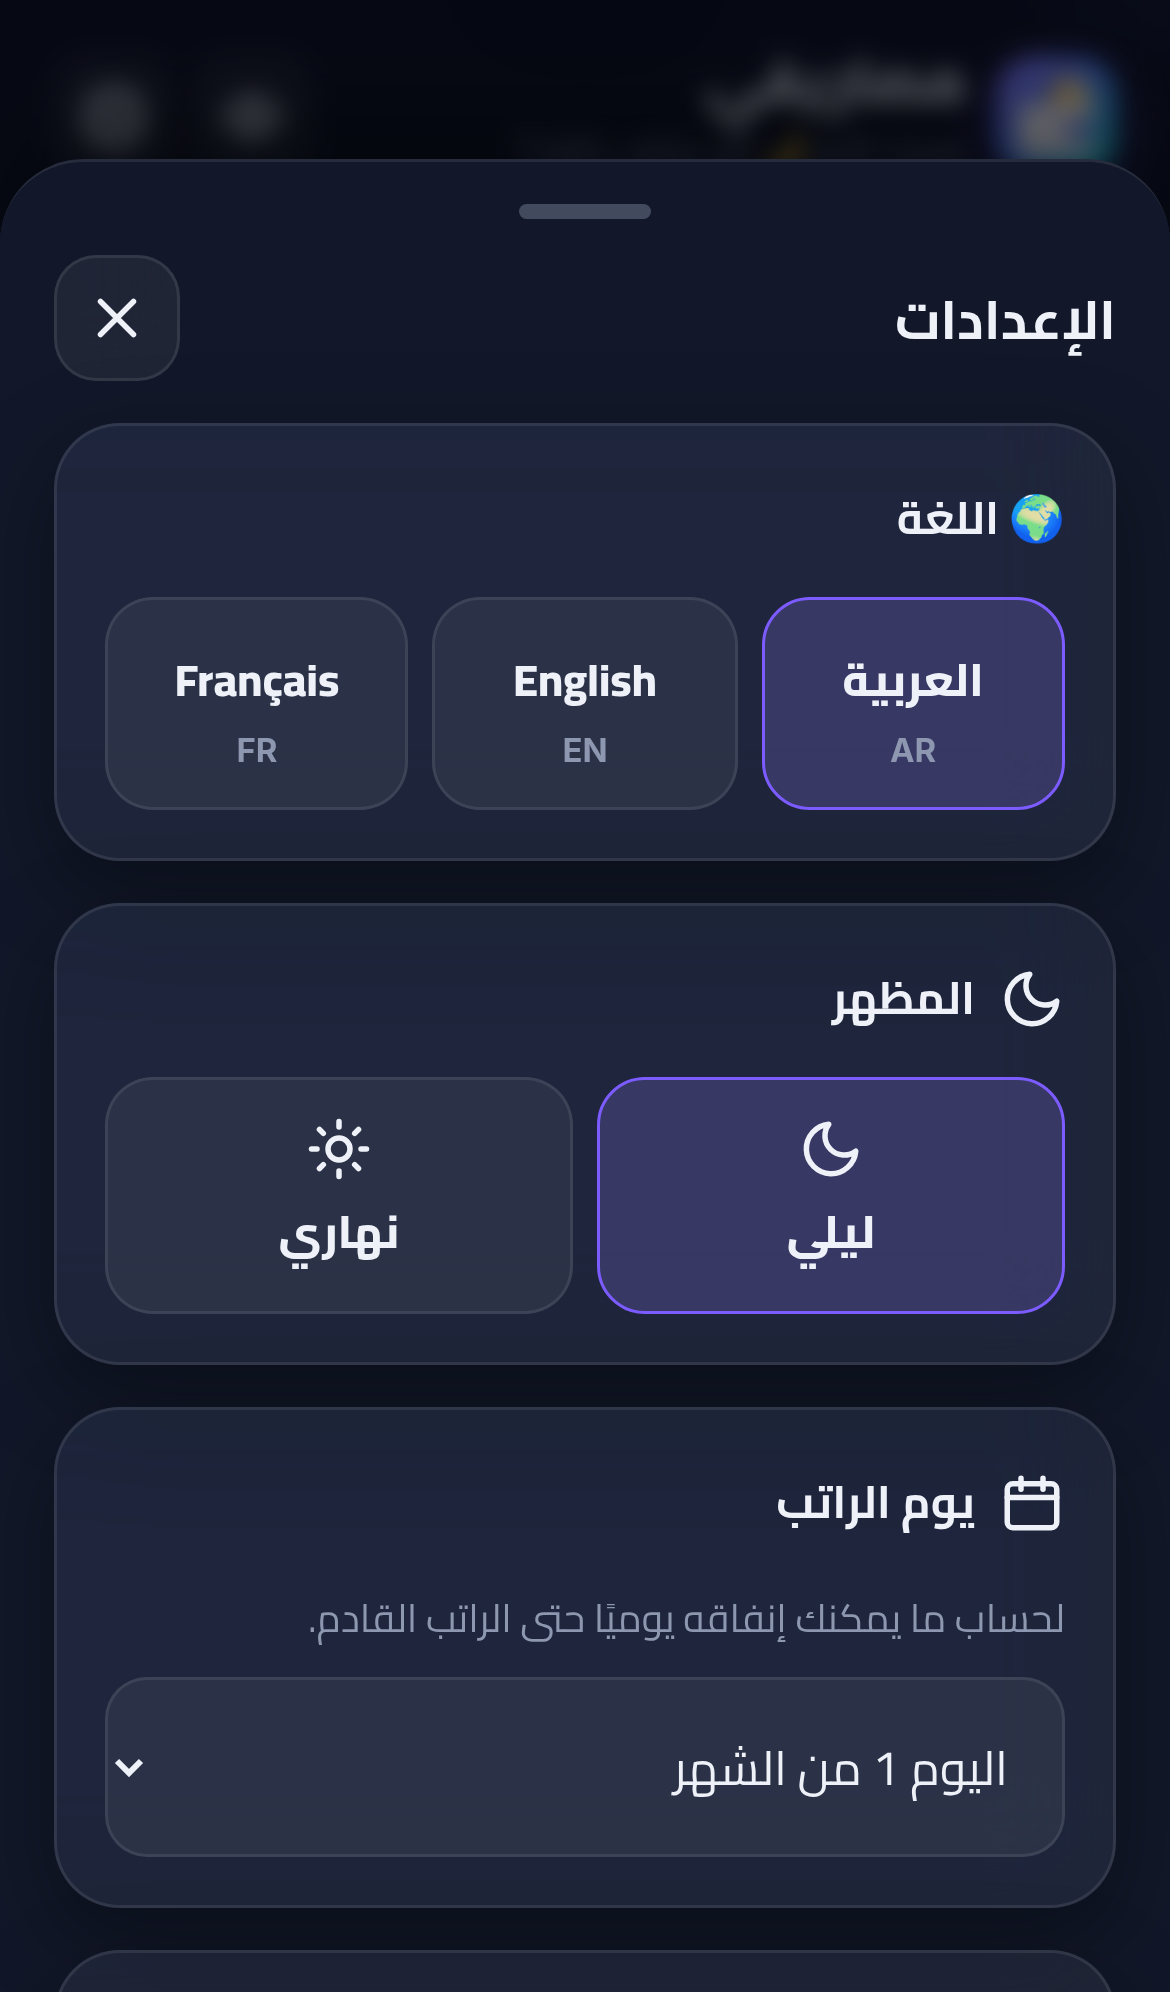 الإعدادات
🌍 اللغة
العربية
AR
English
EN
Français
FR
المظهر
ليلي
نهاري
يوم الراتب
لحساب ما يمكنك إنفاقه يوميًا حتى الراتب القادم.
اليوم 1 من الشهر